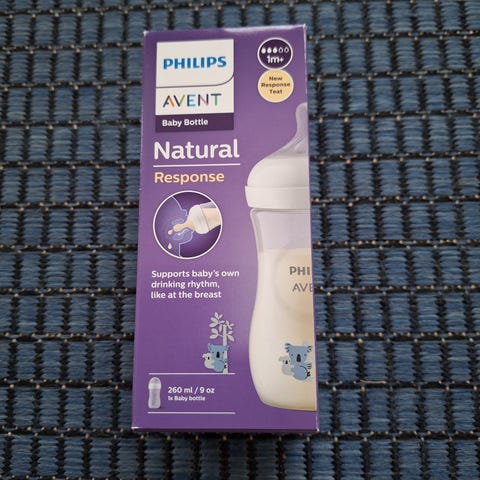 PHILIPS
AVENT
Baby Bottle
1m+
New
Response
Teat
Natural
Response
Supports baby's own
drinking rhythm,
like at the breast
PHI
AVE
260 ml / 9 oz
1x Baby bottle